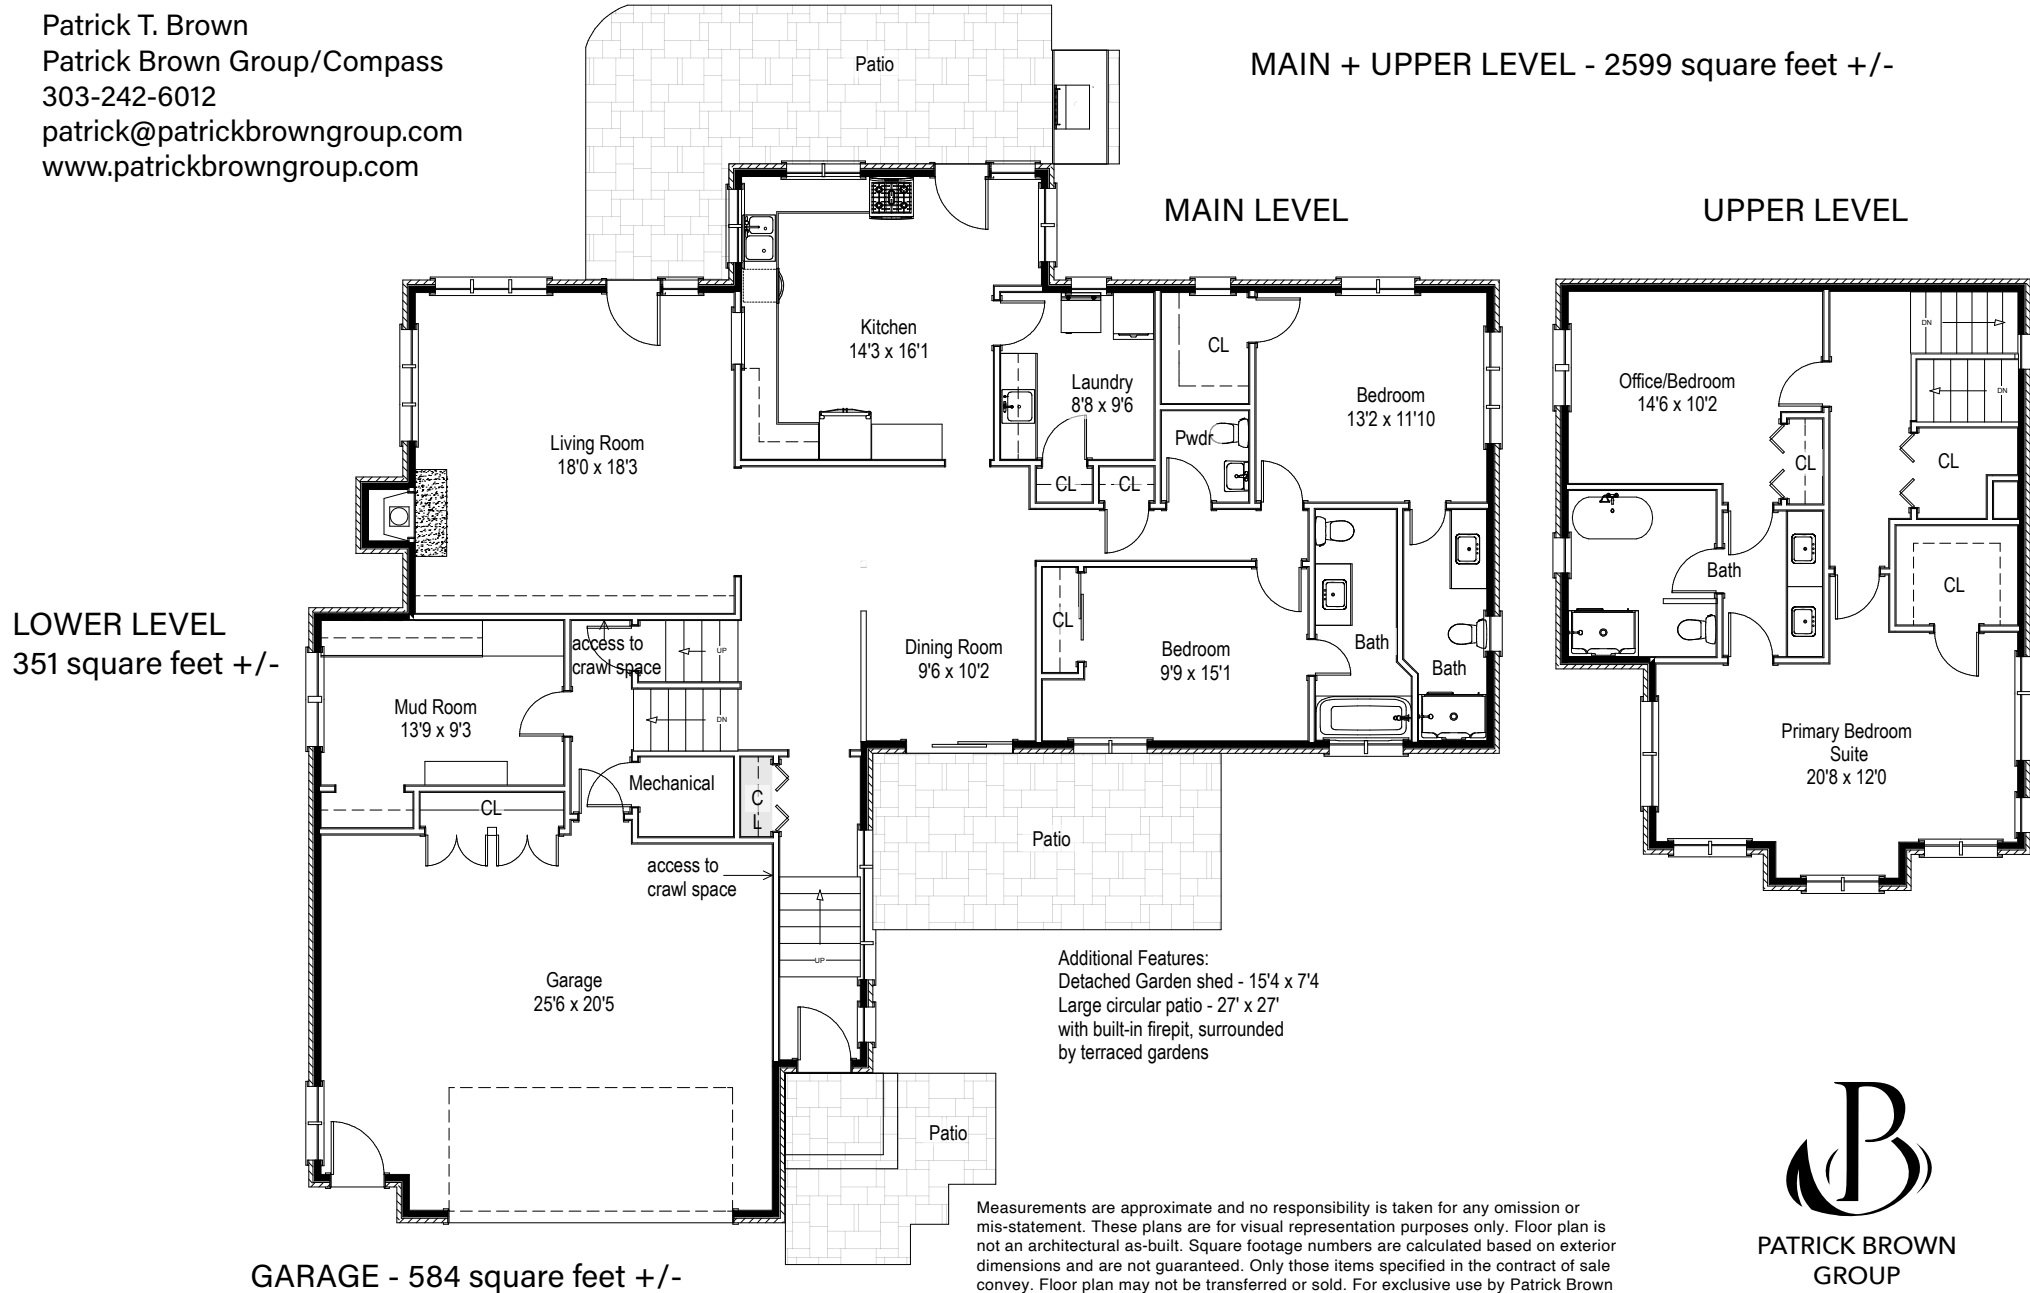 Patrick T. Brown
Patrick Brown Group/Compass
303-242-6012
patrick@patrickbrowngroup.com
www.patrickbrowngroup.com
MAIN + UPPER LEVEL - 2599 square feet +/-
Patio
MAIN LEVEL
UPPER LEVEL
Kitchen
14'3 x 16'1
CL
Laundry
8'8 x 9'6
Bedroom
13'2 x 11'10
Living Room
18'0 x 18'3
Pwdr
CL
CL
DN
DN
Office/Bedroom
14'6 x 10'2
CL
CL
Bath
CL
LOWER LEVEL
351 square feet +/-
access to
crawl space
UP
DN
Mud Room
13'9 x 9'3
Dining Room
9'6 x 10'2
CL
Bedroom
9'9 x 15'1
Bath
Bath
Primary Bedroom
Suite
20'8 x 12'0
Mechanical
C
L
CL
access to
crawl space
Patio
UP
Garage
25'6 x 20'5
Additional Features:
Detached Garden shed - 15'4 x 7'4
Large circular patio - 27' x 27'
with built-in firepit, surrounded
by terraced gardens
Patio
Measurements are approximate and no responsibility is taken for any omission or
mis-statement. These plans are for visual representation purposes only. Floor plan is
not an architectural as-built. Square footage numbers are calculated based on exterior
dimensions and are not guaranteed. Only those items specified in the contract of sale
convey. Floor plan may not be transferred or sold. For exclusive use by Patrick Brown
GARAGE - 584 square feet +/-
B
PATRICK BROWN
GROUP